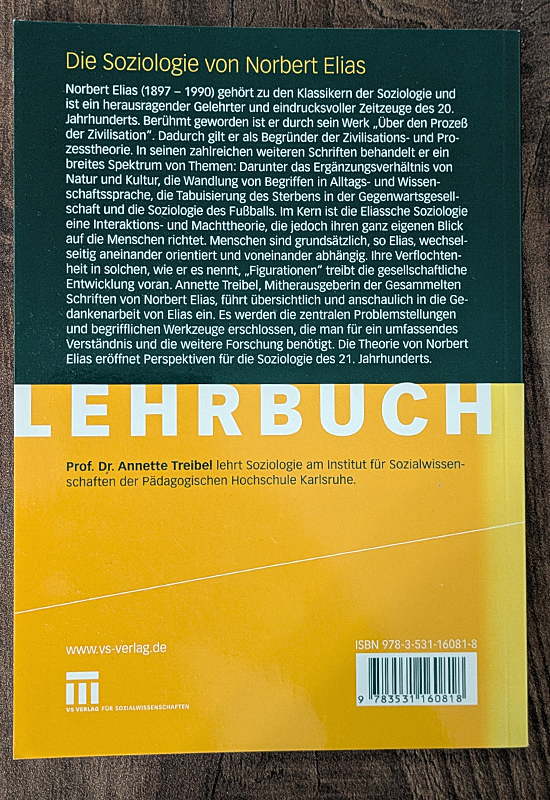 Die Soziologie von Norbert Elias
Norbert Elias (1897 – 1990) gehört zu den Klassikern der Soziologie und
ist ein herausragender Gelehrter und eindrucksvoller Zeitzeuge des 20.
Jahrhunderts. Berühmt geworden ist er durch sein Werk „Über den Prozeß
der Zivilisation“. Dadurch gilt er als Begründer der Zivilisations- und Pro-
zesstheorie. In seinen zahlreichen weiteren Schriften behandelt er ein
breites Spektrum von Themen: Darunter das Ergänzungsverhältnis von
Natur und Kultur, die Wandlung von Begriffen in Alltags- und Wissen-
schaftssprache, die Tabuisierung des Sterbens in der Gegenwartsgesell-
schaft und die Soziologie des Fußballs. Im Kern ist die Eliassche Soziologie
eine Interaktions- und Machttheorie, die jedoch ihren ganz eigenen Blick
auf die Menschen richtet. Menschen sind grundsätzlich, so Elias, wechsel-
seitig aneinander orientiert und voneinander abhängig. Ihre Verflochten-
heit in solchen, wie er es nennt, „Figurationen“ treibt die gesellschaftliche
Entwicklung voran. Annette Treibel, Mitherausgeberin der Gesammelten
Schriften von Norbert Elias, führt übersichtlich und anschaulich in die Ge-
dankenarbeit von Elias ein. Es werden die zentralen Problemstellungen
und begrifflichen Werkzeuge erschlossen, die man für ein umfassendes
Verständnis und die weitere Forschung benötigt. Die Theorie von Norbert
Elias eröffnet Perspektiven für die Soziologie des 21. Jahrhunderts.
LEHRBUCH
Prof. Dr. Annette Treibel lehrt Soziologie am Institut für Sozialwissen-
schaften der Pädagogischen Hochschule Karlsruhe.
www.vs-verlag.de
ISBN 978-3-531-16081-8
9 783531 160818
VS VERLAG FÜR SOZIALWISSENSCHAFTEN